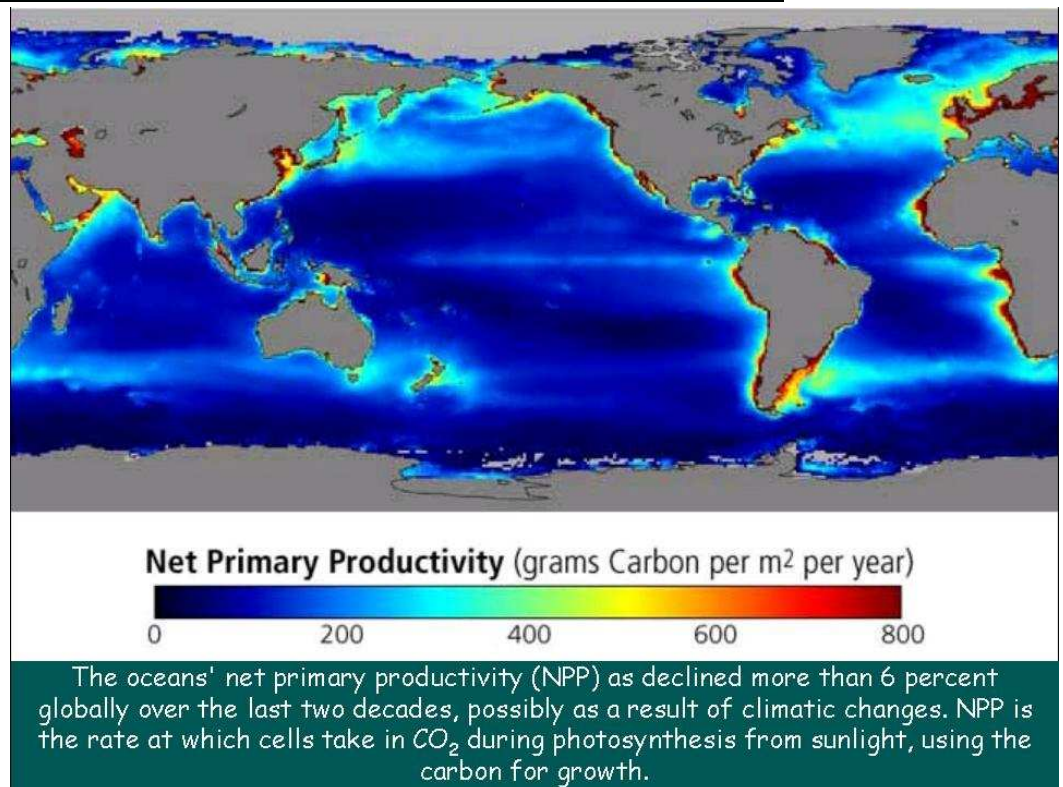 Net Primary Productivity (grams Carbon per m² per year)
0 200 400 600 800
The oceans' net primary productivity (NPP) as declined more than 6 percent
globally over the last two decades, possibly as a result of climatic changes. NPP is
the rate at which cells take in CO₂ during photosynthesis from sunlight, using the
carbon for growth.